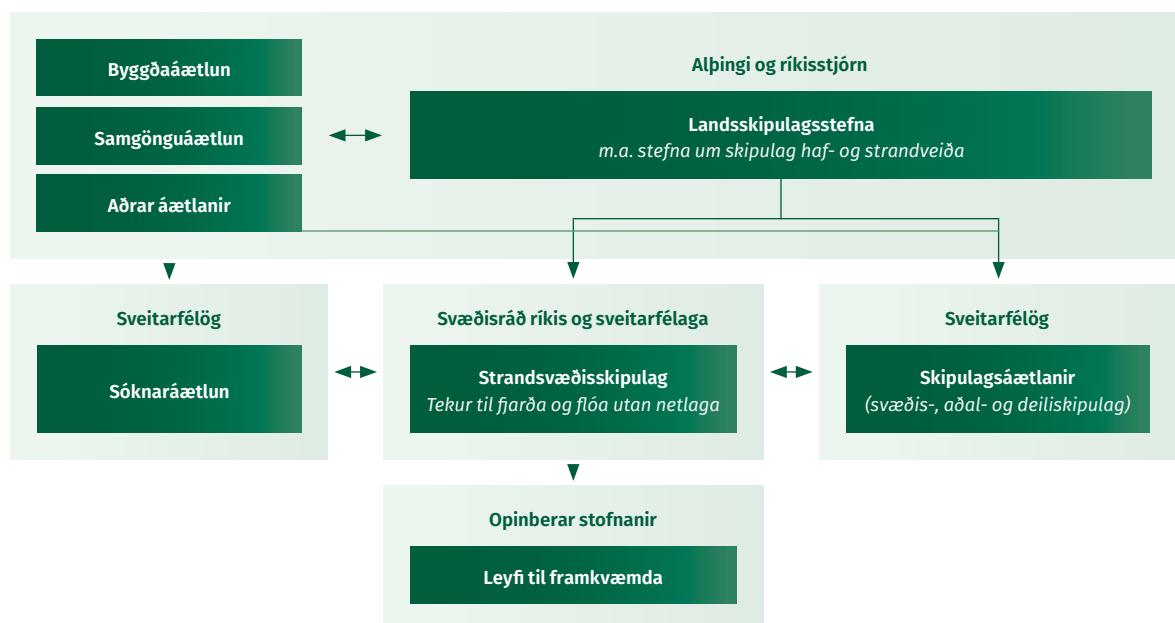 Byggðaáætlun
Samgönguáætlun
Aðrar áætlanir
Alþingi og ríkisstjórn
Landsskipulagsstefna
m.a. stefna um skipulag haf- og strandveiða
Sveitarfélög
Sóknaráætlun
Svæðisráð ríkis og sveitarfélaga
Strandsvæðisskipulag
Tekur til fjarða og flóa utan netlaga
Sveitarfélög
Skipulagsáætlanir
(svæðis-, aðal- og deiliskipulag)
Opinberar stofnanir
Leyfi til framkvæmda